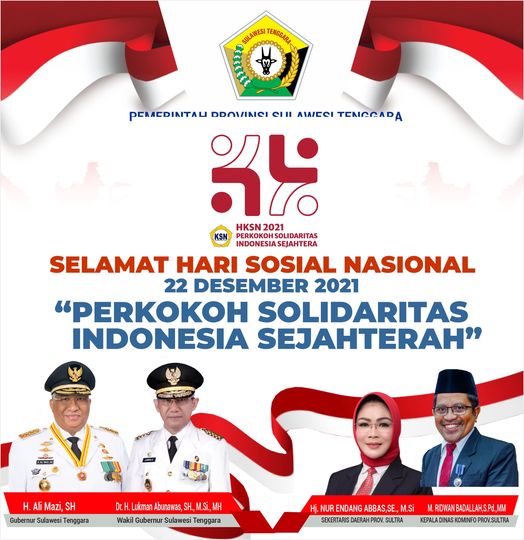 SULAWESI TENGGARA
PEMERINTAH PROVINSI SULAWESI TENGGARA
HKSN 2021
KSN
PERKOKOH SOLIDARITAS
INDONESIA SEJAHTERA
SELAMAT HARI SOSIAL NASIONAL
22 DESEMBER 2021
“PERKOKOH SOLIDARITAS
INDONESIA SEJAHTERAH”
H. Ali Mazi, SH
Gubernur Sulawesi Tenggara
Dr. H. Lukman Abunawas, SH., M.Si., MH
Wakil Gubernur Sulawesi Tenggara
Hj. NUR ENDANG ABBAS,SE., M.Si
SEKERTARIS DAERAH PROV. SULTRA
M. RIDWAN BADALLAH,S.Pd.,MM
KEPALA DINAS KOMINFO PROV.SULTRA